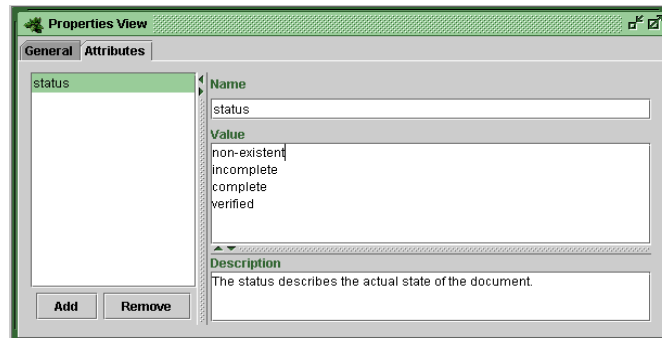 Properties View
General Attributes
status
Name
status
Value
non-existent
incomplete
complete
verified
Description
The status describes the actual state of the document.
Add Remove